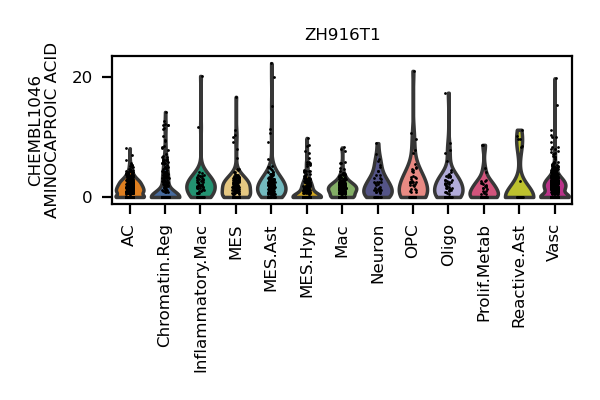 ZH916T1
CHEMBL1046
AMINOCAPROIC ACID
20
0
AC
Chromatin.Reg
Inflammatory.Mac
MES
MES.Ast
MES.Hyp
Mac
Neuron
OPC
Oligo
Prolif.Metab
Reactive.Ast
Vasc